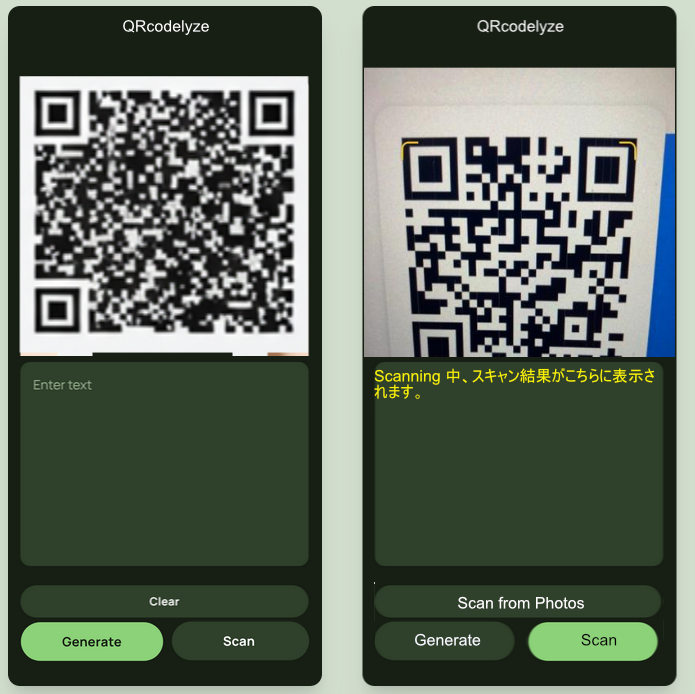 QRcodelyze
Enter text
Clear
Generate
Scan
QRcodelyze
Scanning 中、スキャン結果がこちらに表示さ
れます。
Scan from Photos
Generate
Scan